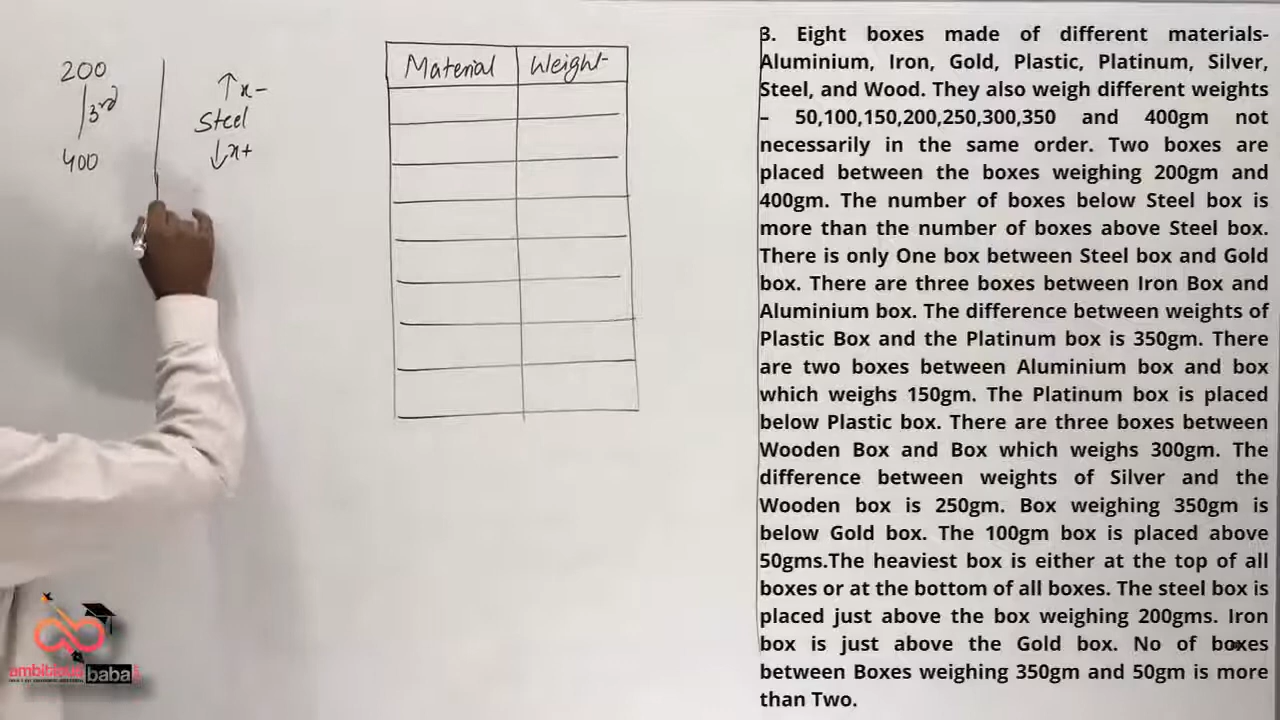 200
3rd
400
↑x-
Steel
↓x+
Material Weight
3. Eight boxes made of different materials-
Aluminium, Iron, Gold, Plastic, Platinum, Silver,
Steel, and Wood. They also weigh different weights
– 50,100,150,200,250,300,350 and 400gm not
necessarily in the same order. Two boxes are
placed between the boxes weighing 200gm and
400gm. The number of boxes below Steel box is
more than the number of boxes above Steel box.
There is only One box between Steel box and Gold
box. There are three boxes between Iron Box and
Aluminium box. The difference between weights of
Plastic Box and the Platinum box is 350gm. There
are two boxes between Aluminium box and box
which weighs 150gm. The Platinum box is placed
below Plastic box. There are three boxes between
Wooden Box and Box which weighs 300gm. The
difference between weights of Silver and the
Wooden box is 250gm. Box weighing 350gm is
below Gold box. The 100gm box is placed above
50gms.The heaviest box is either at the top of all
boxes or at the bottom of all boxes. The steel box is
placed just above the box weighing 200gms. Iron
box is just above the Gold box. No of boxes
between Boxes weighing 350gm and 50gm is more
than Two.
ambitious baba